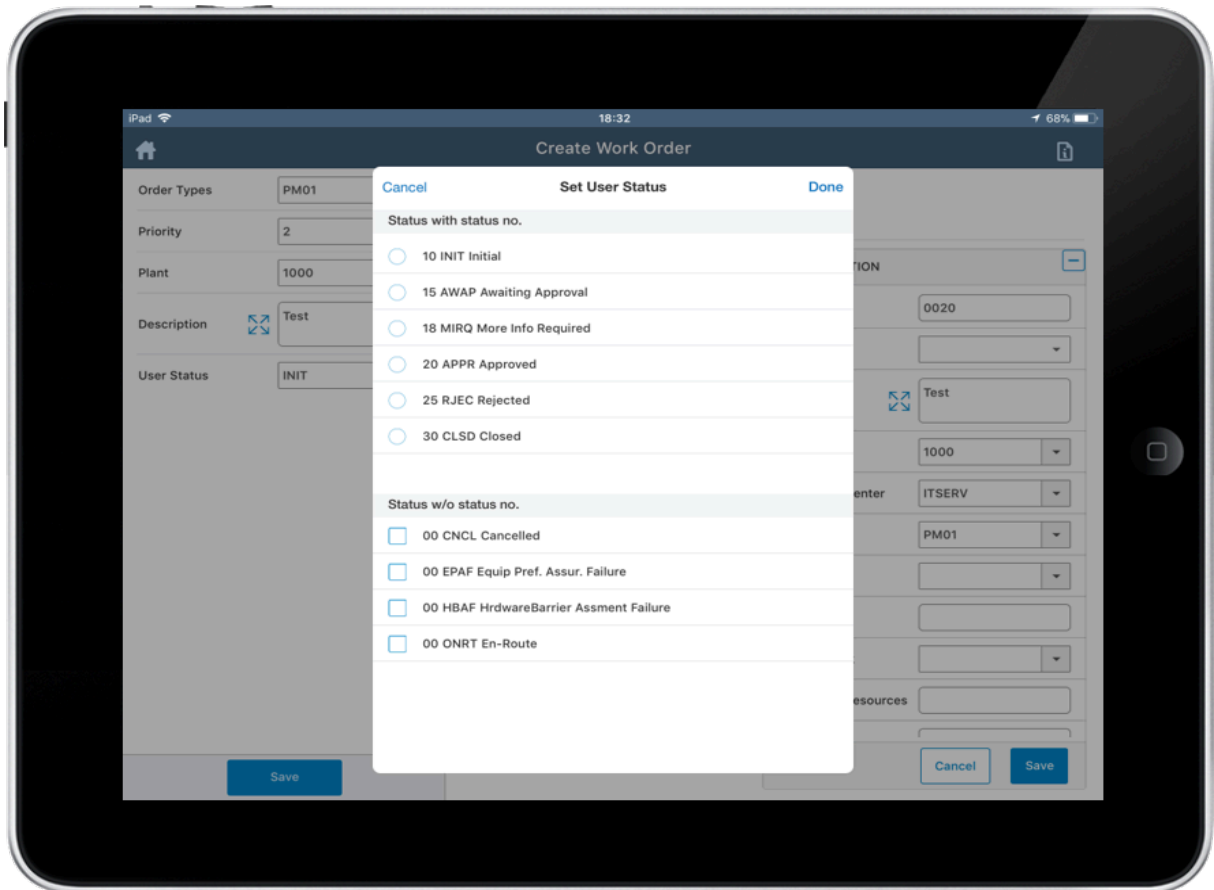 iPad 18:32 68%
Create Work Order
Order Types PM01
Priority 2
Plant 1000
Description Test
User Status INIT
Save
Cancel Set User Status Done
Status with status no.
10 INIT Initial
15 AWAP Awaiting Approval
18 MIRQ More Info Required
20 APPR Approved
25 RJEC Rejected
30 CLSD Closed
Status w/o status no.
00 CNCL Cancelled
00 EPAF Equip Pref. Assur. Failure
00 HBAF HrdwareBarrier Assment Failure
00 ONRT En-Route
TION
0020
Test
1000
enter ITSERV
PM01
esources
Cancel Save